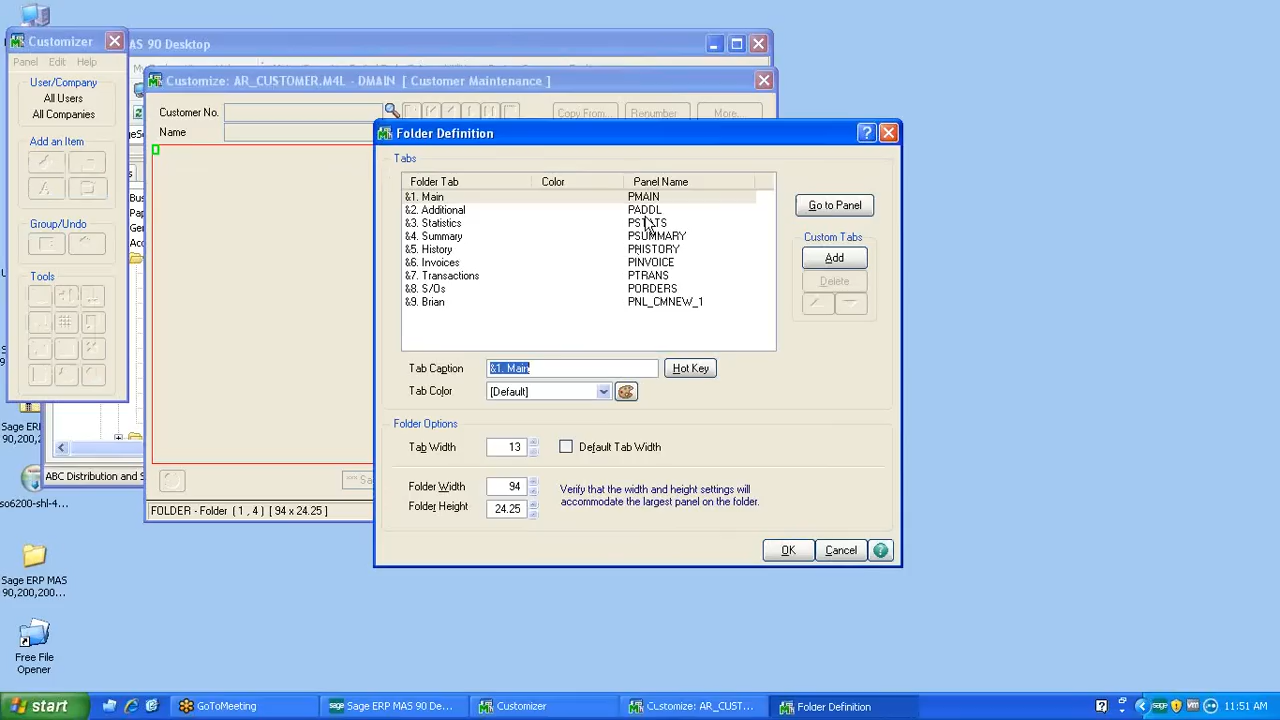 Customizer
MAS 90 Desktop
Panel Edit Help
Customize: AR_CUSTOMER.M4L - DMAIN [ Customer Maintenance ]
User/Company
All Users
All Companies
Customer No.
Copy From...
Renumber
More...
Name
Folder Definition
Add an Item
Tabs
Folder Tab Color Panel Name
&1. Main PMAIN
&2. Additional PADDL
&3. Statistics PSTATS
&4. Summary PSUMMARY
&5. History PHISTORY
&6. Invoices PINVOICE
&7. Transactions PTRANS
&8. S/Os PORDERS
&9. Brian PNL_CMNEW_1
Go to Panel
Custom Tabs
Add
Delete
Group/Undo
Tools
Tab Caption &1. Main Hot Key
Tab Color [Default]
Folder Options
Tab Width 13 Default Tab Width
Folder Width 94
Folder Height 24.25
Verify that the width and height settings will
accommodate the largest panel on the folder.
Sage ERP
90,200,2
ABC Distribution and S
so6200-shl-4...
FOLDER - Folder ( 1 , 4 ) [ 94 x 24.25 ]
OK Cancel
Sage ERP MAS
90,200,200...
Free File
Opener
start
GoToMeeting
Sage ERP MAS 90 De...
Customizer
Customize: AR_CUST...
Folder Definition
11:51 AM